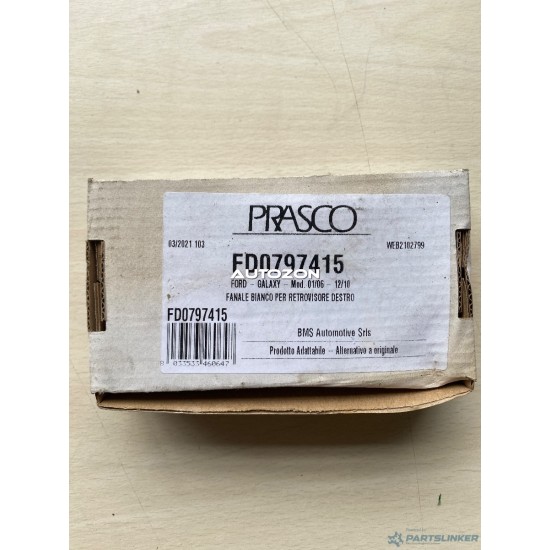 PRASCO
03/2021 103
WEB2102799
FD0797415
AUTOZON
FORD - GALAXY - Mod. 01/06 - 12/10
FANALE BIANCO PER RETROVISORE DESTRO
FD0797415
BMS Automotive Srls
Prodotto Adattabile - Alternativo a originale
8 033533 460647
PARTSLINKER